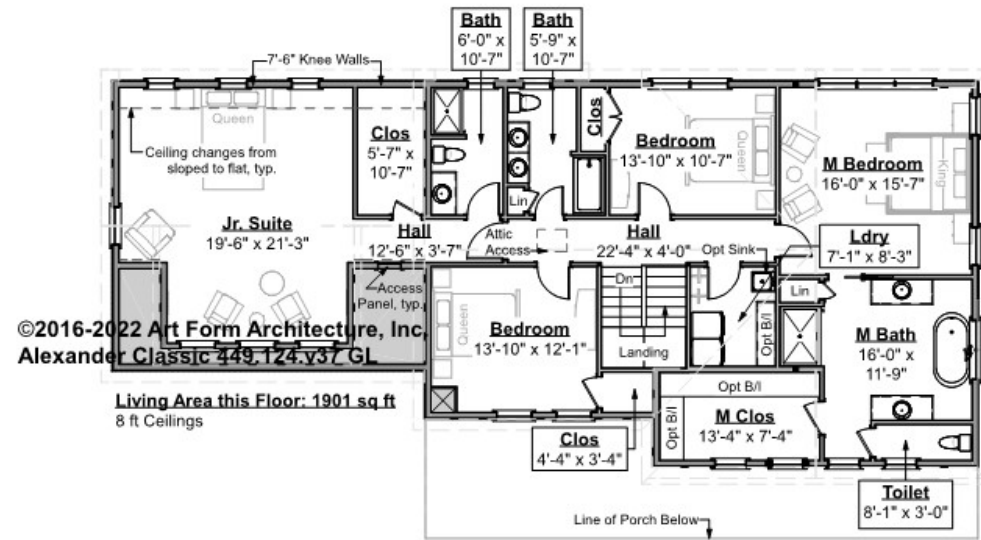 Bath
6'-0" x
10'-7"
Bath
5'-9" x
10'-7"
7'-6" Knee Walls
Queen
Clos
5'-7" x
10'-7"
Clos
Bedroom
13'-10" x 10'-7"
Queen
Ceiling changes from
sloped to flat, typ.
M Bedroom
16'-0" x 15'-7"
King
Lin
Jr. Suite
19'-6" x 21'-3"
Hall
12'-6" x 3'-7"
Attic
Access
Hall
22'-4" x 4'-0"
Opt Sink
Ldry
7'-1" x 8'-3"
Access
Panel, typ.
Dn
Lin
Queen
Bedroom
13'-10" x 12'-1"
Landing
Opt B/I
M Bath
16'-0" x
11'-9"
©2016-2022 Art Form Architecture, Inc.
Alexander Classic 449.124.v37 GL
Living Area this Floor: 1901 sq ft
8 ft Ceilings
Opt B/I
Opt B/I
M Clos
13'-4" x 7'-4"
Clos
4'-4" x 3'-4"
Toilet
8'-1" x 3'-0"
Line of Porch Below